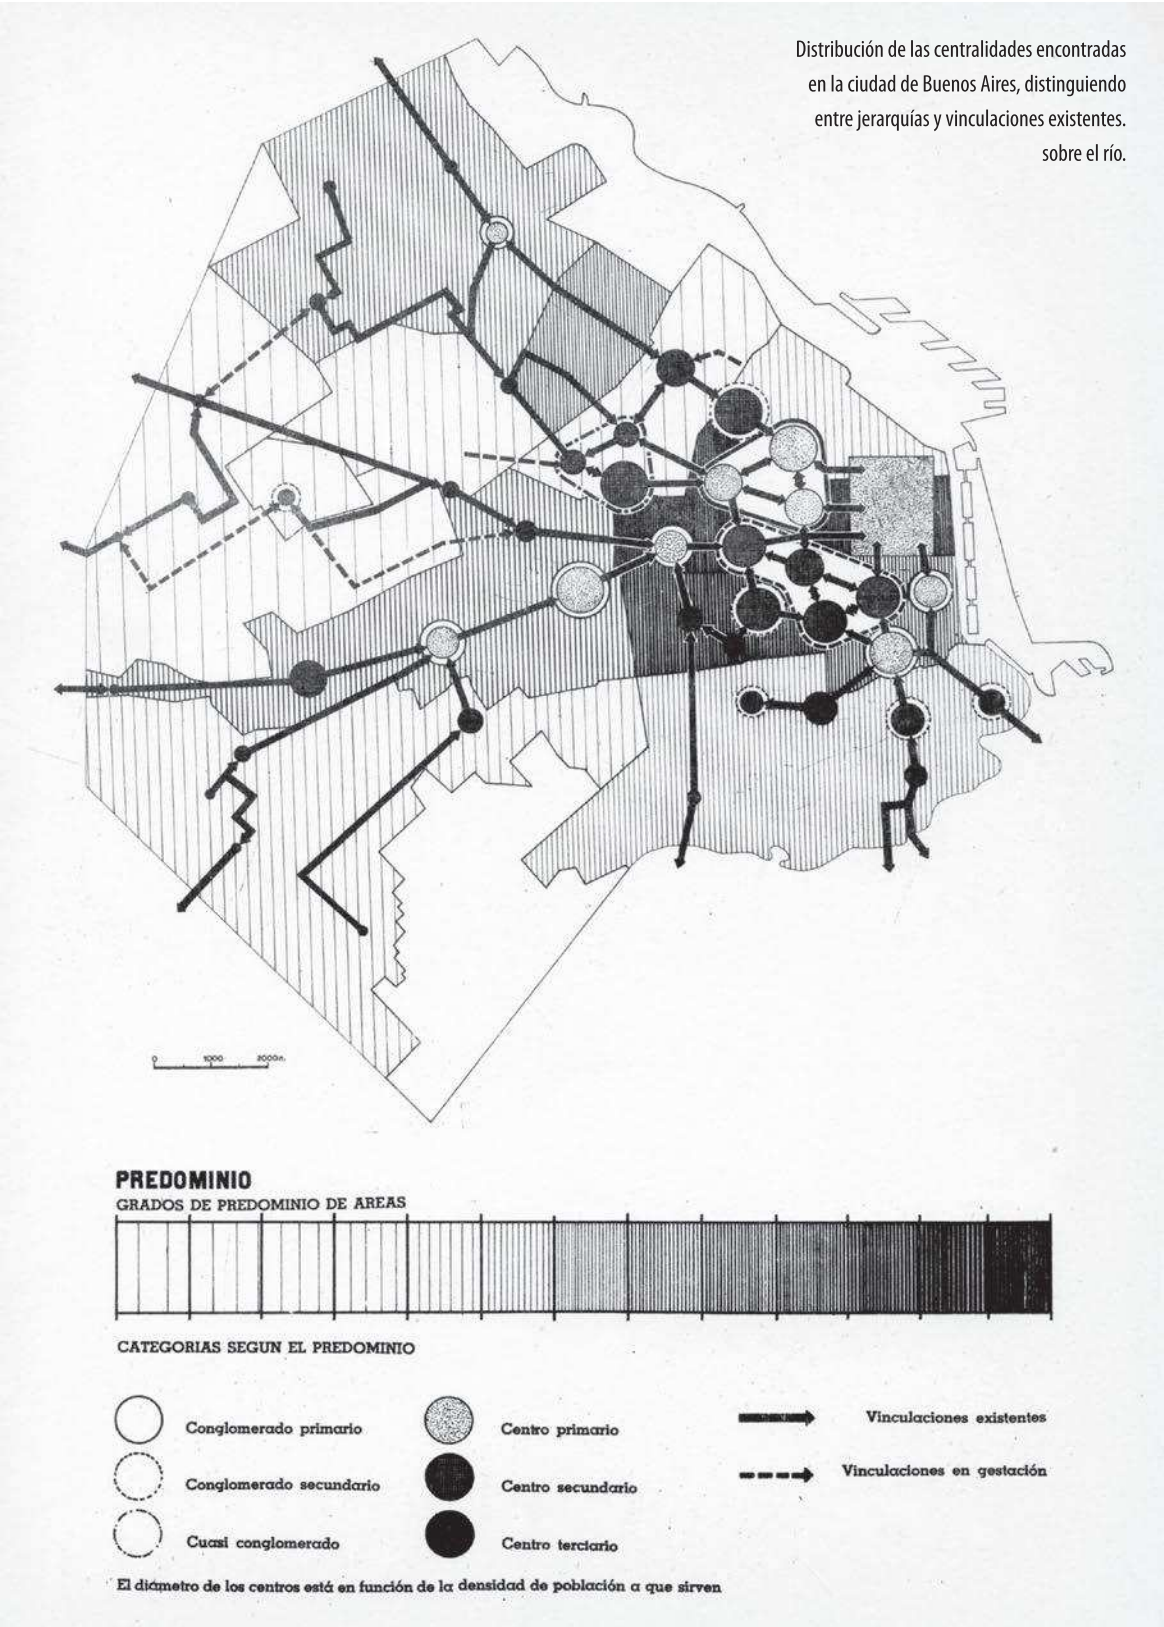 Distribución de las centralidades encontradas
en la ciudad de Buenos Aires, distinguiendo
entre jerarquías y vinculaciones existentes.
sobre el río.
0 1000 2000m.
PREDOMINIO
GRADOS DE PREDOMINIO DE AREAS
CATEGORIAS SEGUN EL PREDOMINIO
Conglomerado primario
Conglomerado secundario
Cuasi conglomerado
Centro primario
Centro secundario
Centro terciario
Vinculaciones existentes
Vinculaciones en gestación
El diámetro de los centros está en función de la densidad de población a que sirven